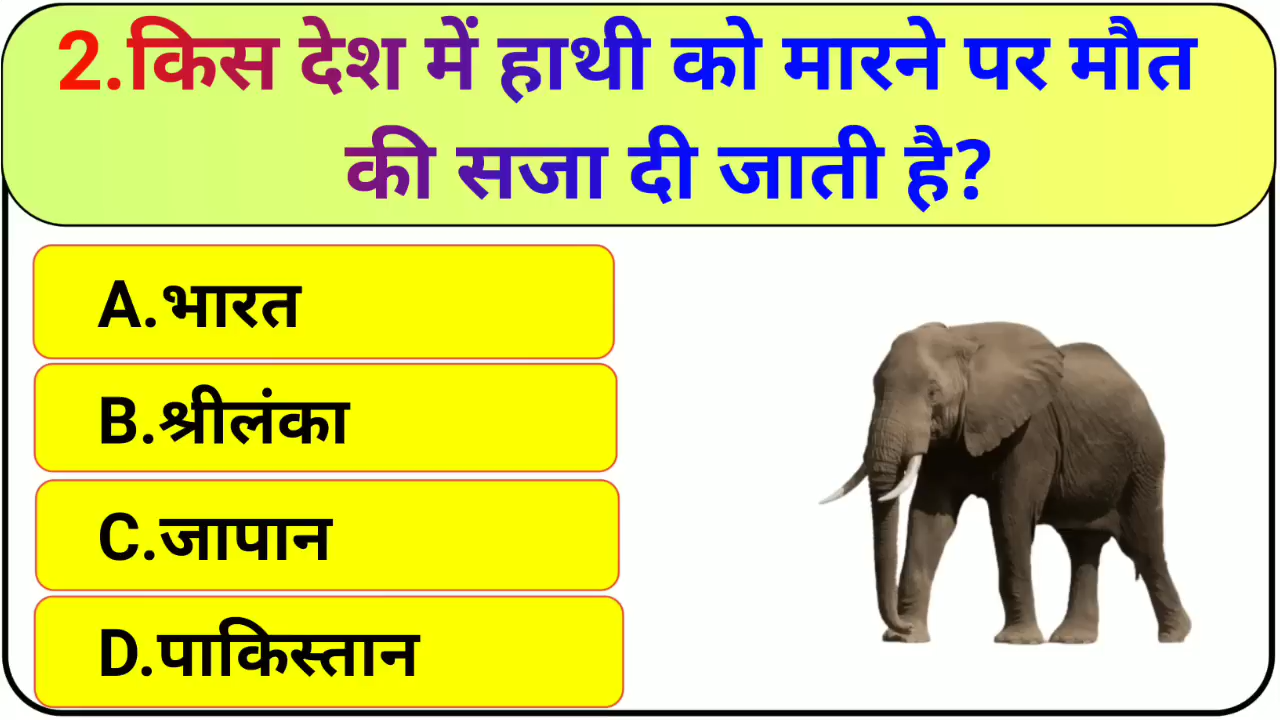 2.किस देश में हाथी को मारने पर मौत
की सजा दी जाती है?
A.भारत
B.श्रीलंका
C.जापान
D.पाकिस्तान